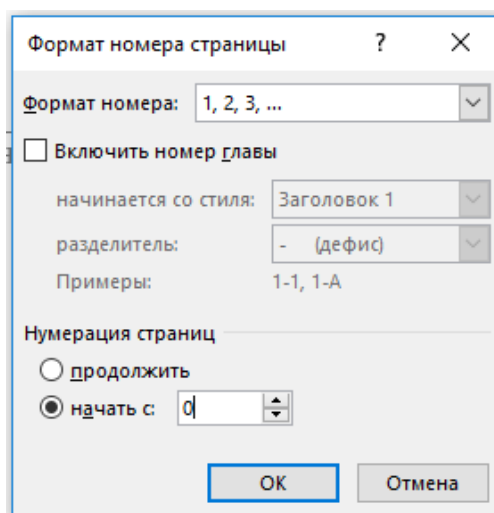 Формат номера страницы ?
Формат номера: 1, 2, 3, ...
Включить номер главы
начинается со стиля: Заголовок 1
разделитель: - (дефис)
Примеры: 1-1, 1-A
Нумерация страниц
продолжить
начать с: 0
ОК Отмена